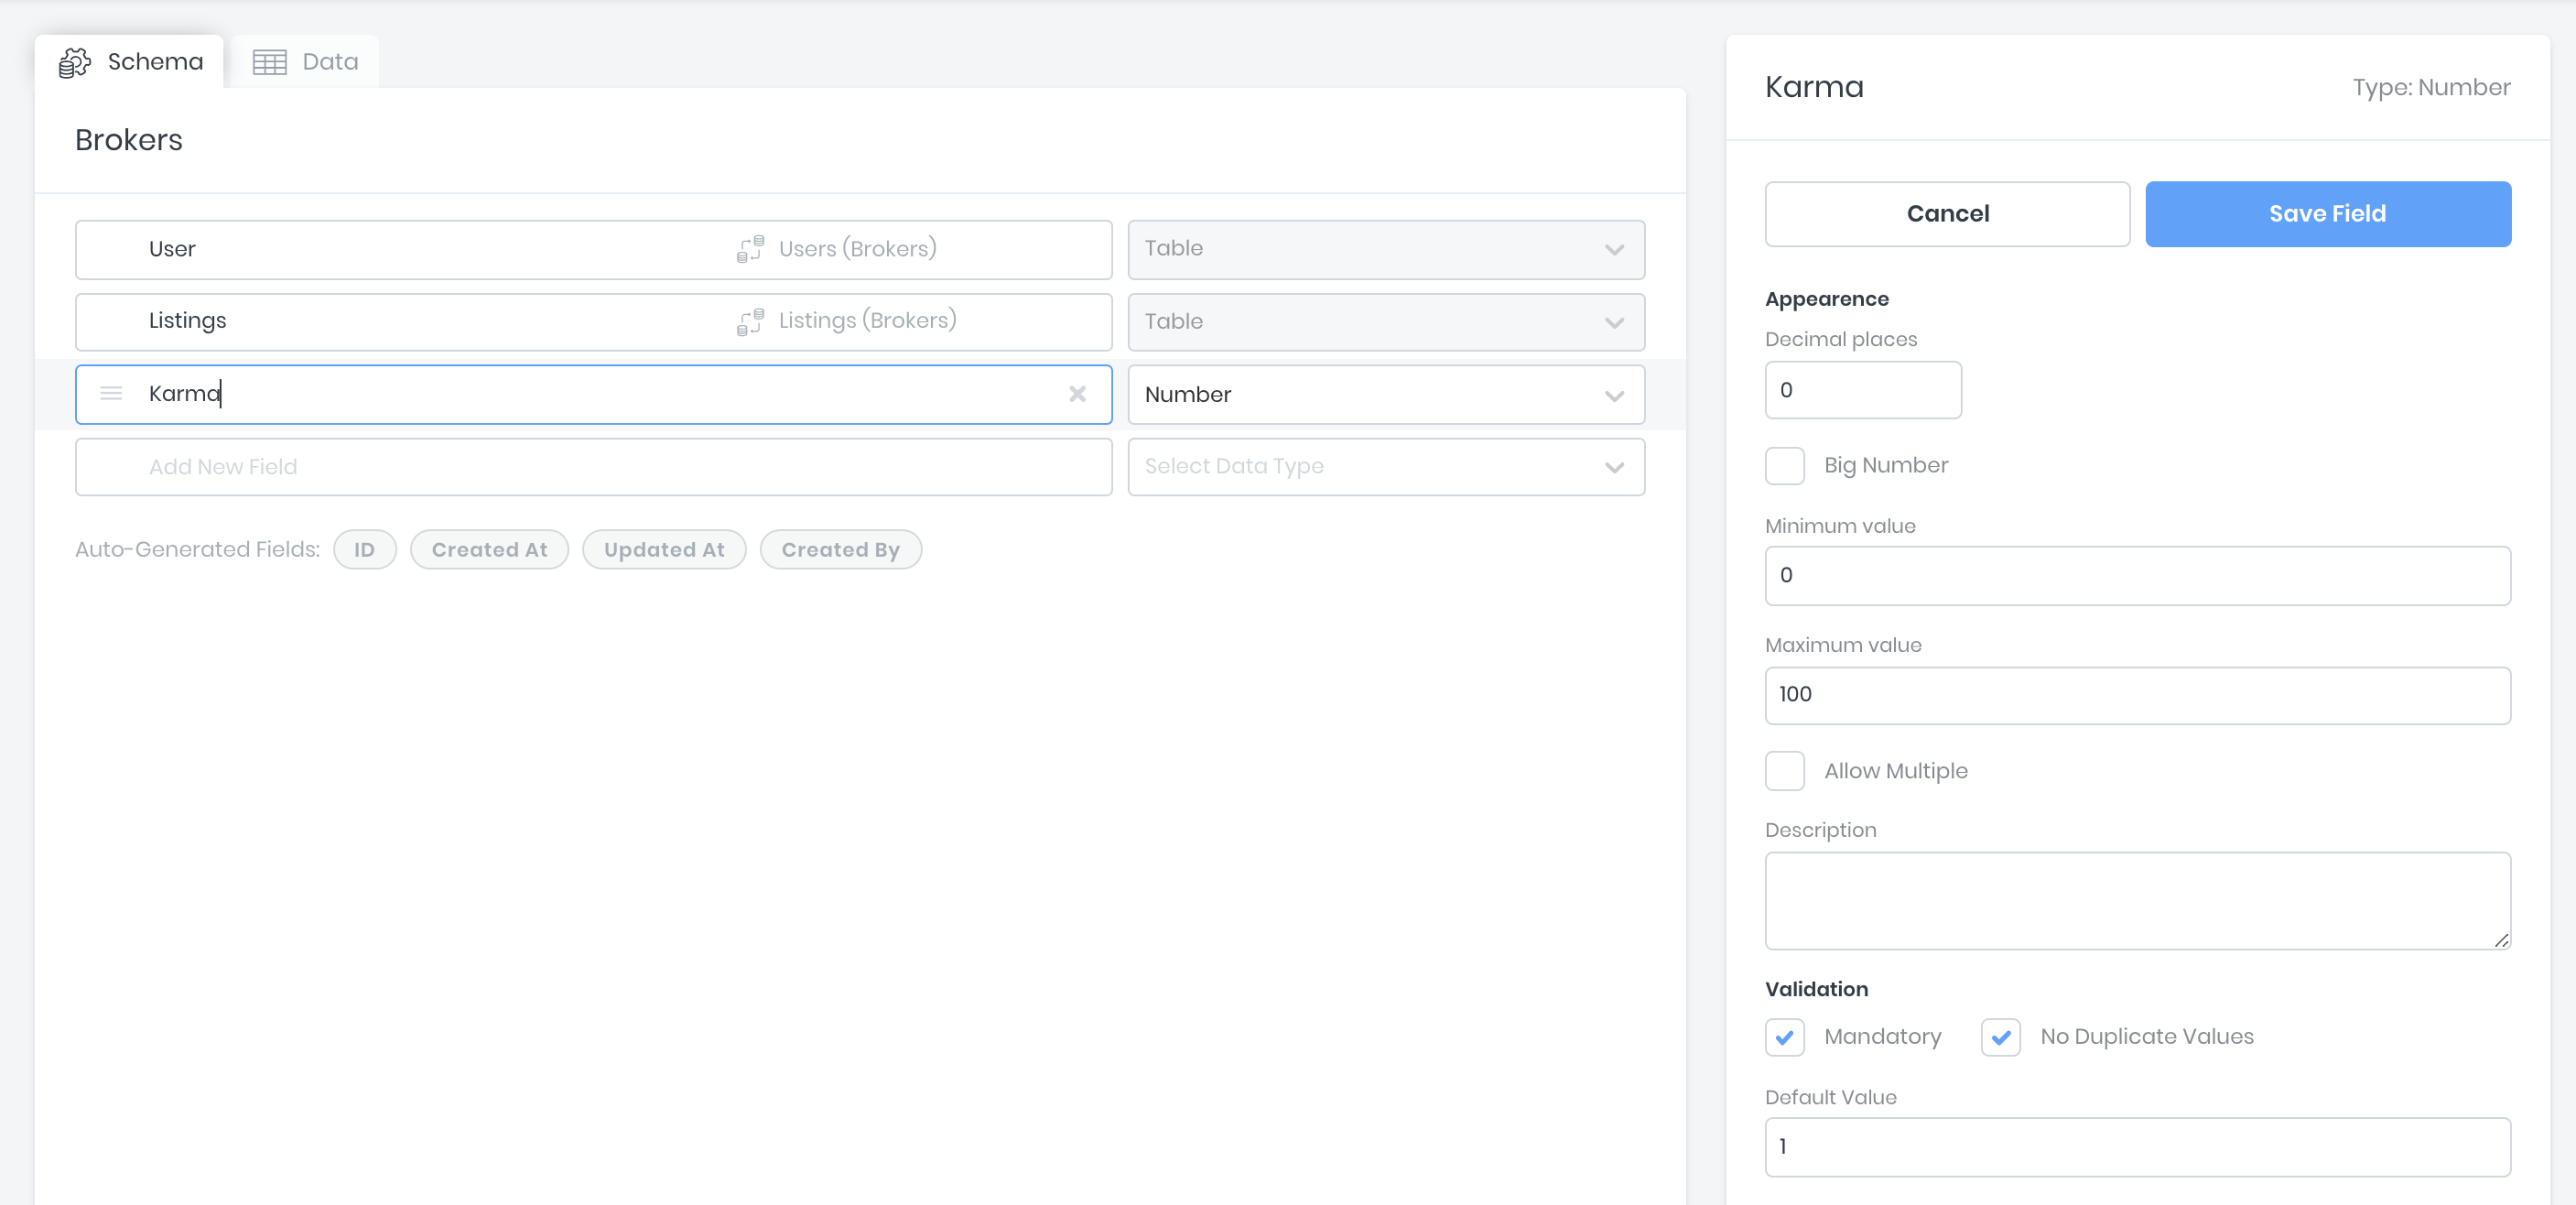 Schema
Data
Brokers
User
Users (Brokers)
Table
Listings
Listings (Brokers)
Table
Karma
Number
Add New Field
Select Data Type
Auto-Generated Fields: ID Created At Updated At Created By
Karma
Type: Number
Cancel
Save Field
Appearence
Decimal places
0
Big Number
Minimum value
0
Maximum value
100
Allow Multiple
Description
Validation
Mandatory
No Duplicate Values
Default Value
1